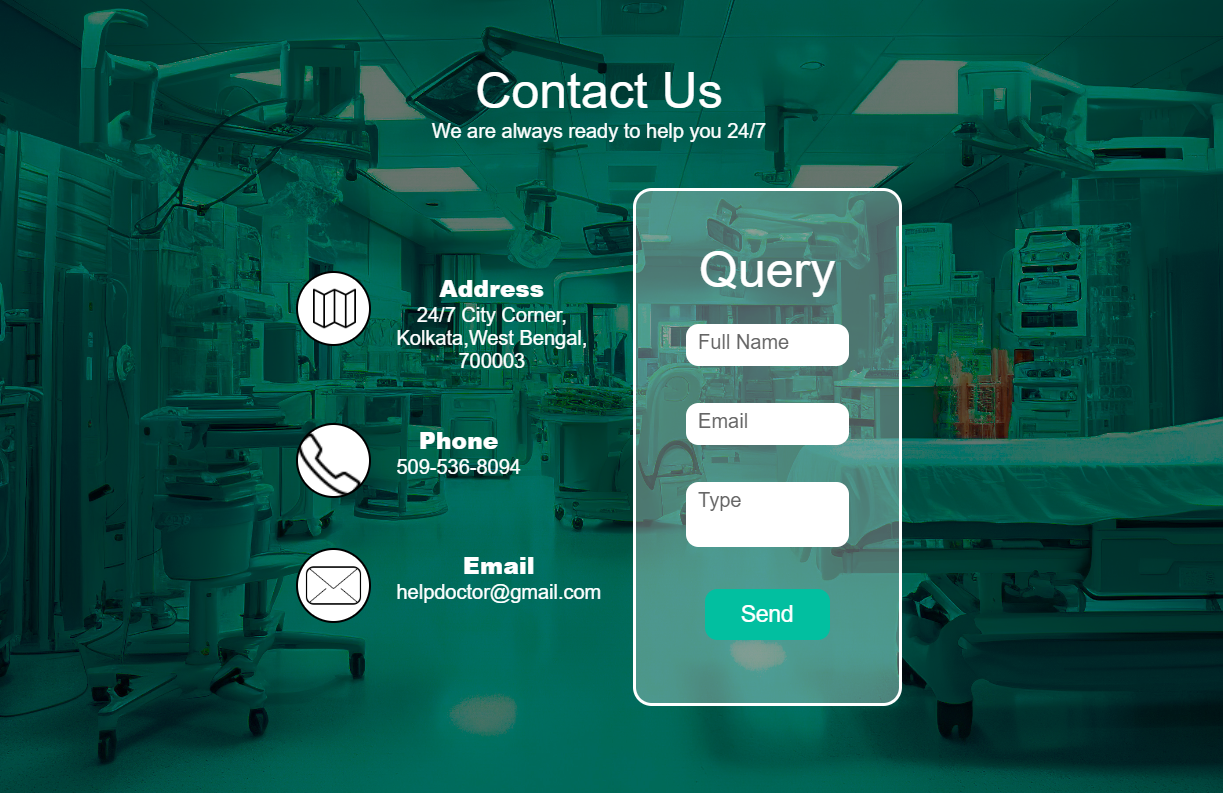 Contact Us
We are always ready to help you 24/7
Address
24/7 City Corner,
Kolkata,West Bengal,
700003
Phone
509-536-8094
Email
helpdoctor@gmail.com
Query
Full Name
Email
Type
Send